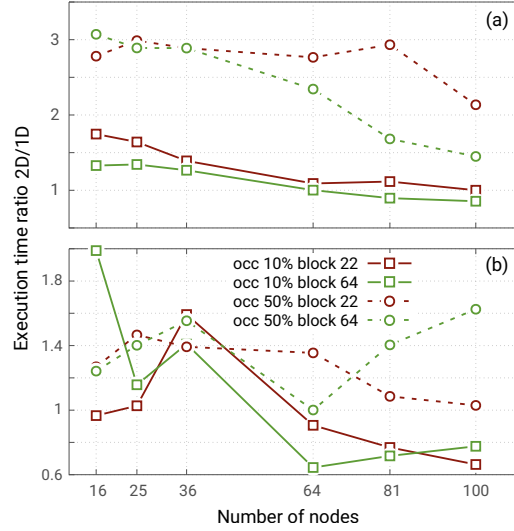 (a)
3
2
1
Execution time ratio 2D/1D
(b)
occ 10% block 22
occ 10% block 64
occ 50% block 22
occ 50% block 64
1.8
1.4
1
0.6
16 25 36 64 81 100
Number of nodes